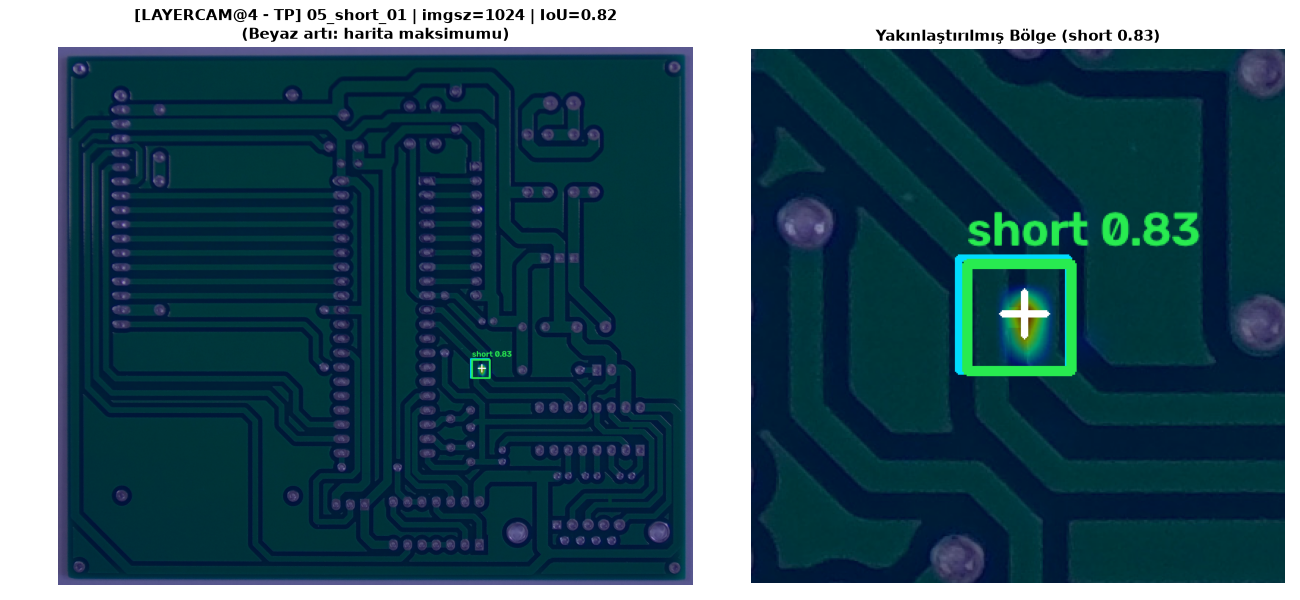 [LAYERCAM@4 - TP] 05_short_01 | imgsz=1024 | IoU=0.82
(Beyaz artı: harita maksimumu)
short 0.83
Yakınlaştırılmış Bölge (short 0.83)
short 0.83